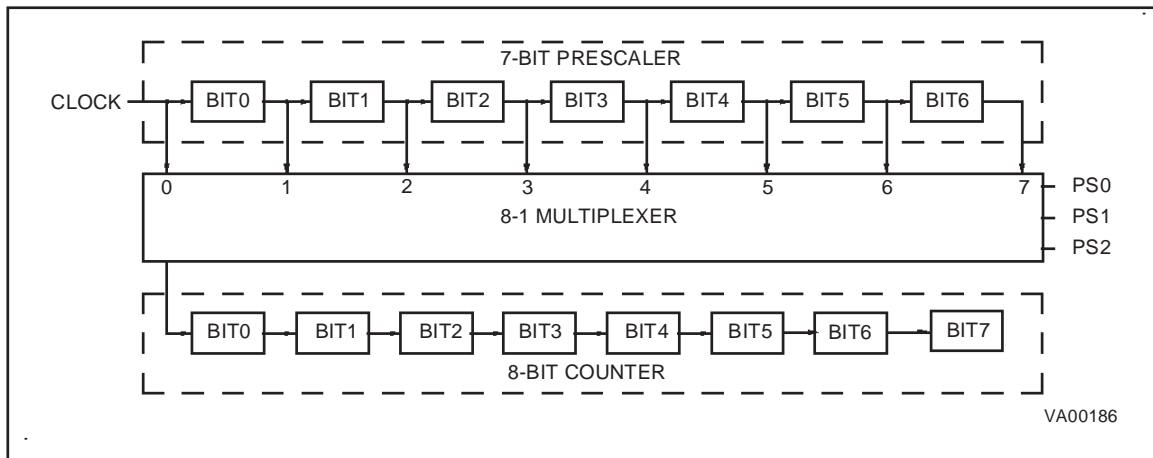 7-BIT PRESCALER
CLOCK BIT0 BIT1 BIT2 BIT3 BIT4 BIT5 BIT6
0 1 2 3 4 5 6 7 PS0
8-1 MULTIPLEXER PS1
PS2
BIT0 BIT1 BIT2 BIT3 BIT4 BIT5 BIT6 BIT7
8-BIT COUNTER
VA00186